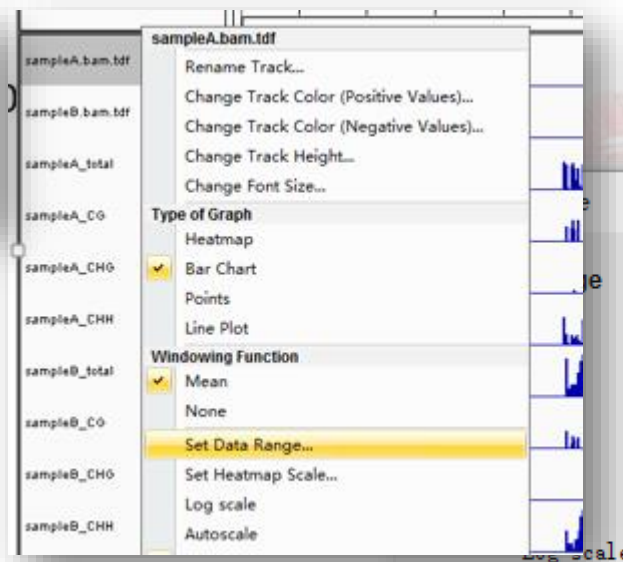 sampleA.bam.tdf
sampleB.bam.tdf
sampleA_total
sampleA_CG
sampleA_CHG
sampleA_CHH
sampleB_total
sampleB_CG
sampleB_CHG
sampleB_CHH
sampleA.bam.tdf
Rename Track...
Change Track Color (Positive Values)...
Change Track Color (Negative Values)...
Change Track Height...
Change Font Size...
Type of Graph
Heatmap
Bar Chart
Points
Line Plot
Windowing Function
Mean
None
Set Data Range...
Set Heatmap Scale...
Log scale
Autoscale